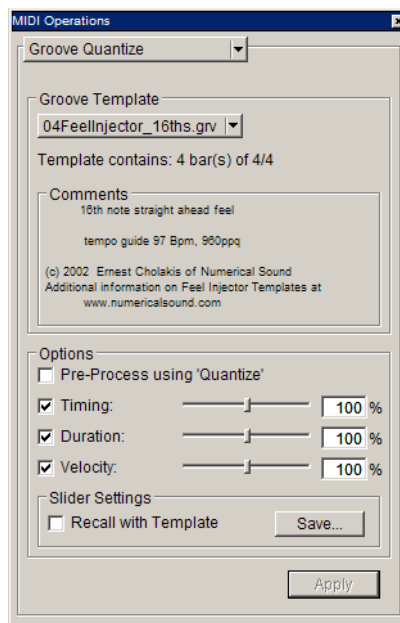 MIDI Operations
Groove Quantize
Groove Template
04FeelInjector_16ths.grv
Template contains: 4 bar(s) of 4/4
Comments
16th note straight ahead feel
tempo guide 97 Bpm, 960ppq
(c) 2002 Ernest Cholakis of Numerical Sound
Additional information on Feel Injector Templates at
www.numericalsound.com
Options
Pre-Process using 'Quantize'
Timing: 100 %
Duration: 100 %
Velocity: 100 %
Slider Settings
Recall with Template Save...
Apply